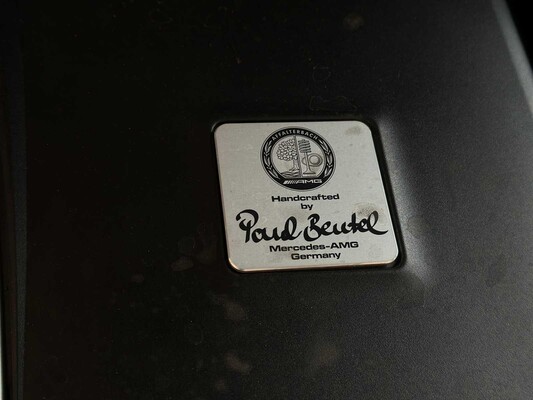 AFFALTERBACH
AMG
Handcrafted
by
Paul Beutel
Mercedes-AMG
Germany